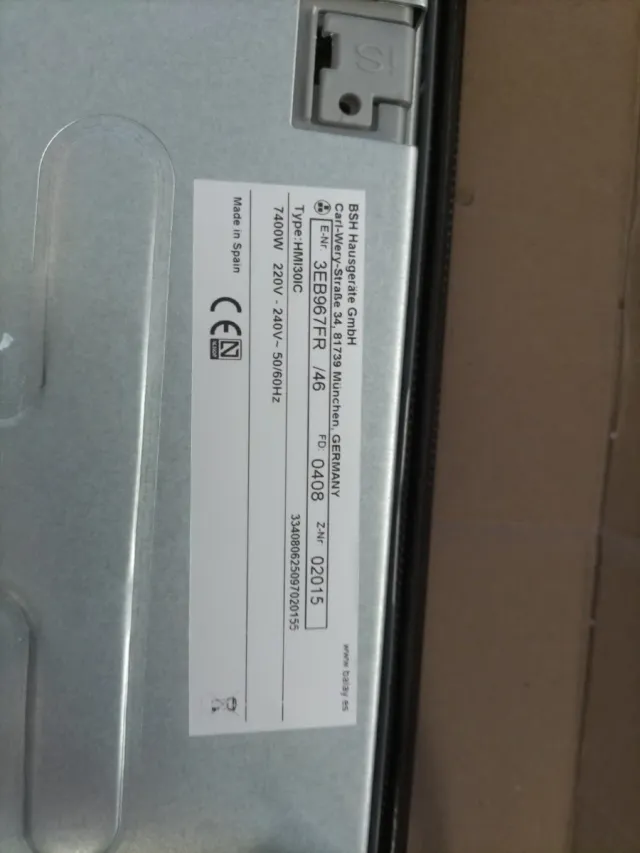 BSH Hausgeräte GmbH
Carl-Wery-Straße 34, 81739 München, GERMANY
www.balay.es
E-Nr. 3EB967FR /46 FD: 0408 Z-Nr. 02015
Type:HMI30IC 334080625097020155
7400W 220V - 240V~ 50/60Hz
Made in Spain CE N